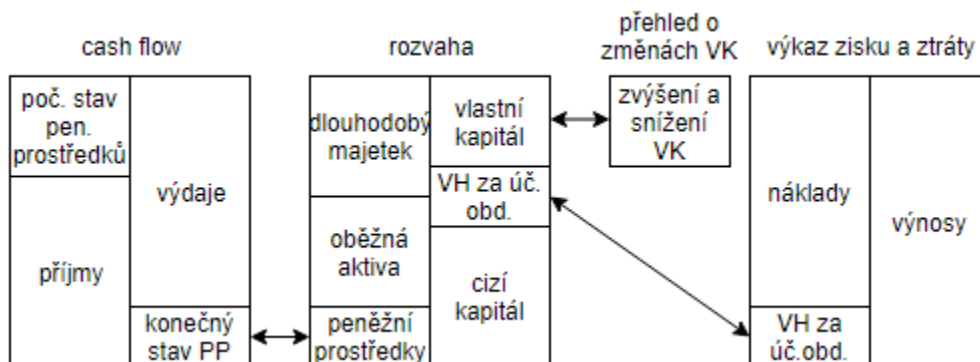 cash flow
poč. stav
pen.
prostředků
příjmy
výdaje
konečný
stav PP
rozvaha
dlouhodobý
majetek
oběžná
aktiva
peněžní
prostředky
vlastní
kapitál
VH za úč.
obd.
cizí
kapitál
přehled o
změnách VK
zvýšení a
snížení
VK
výkaz zisku a ztráty
náklady
VH za
úč.obd.
výnosy